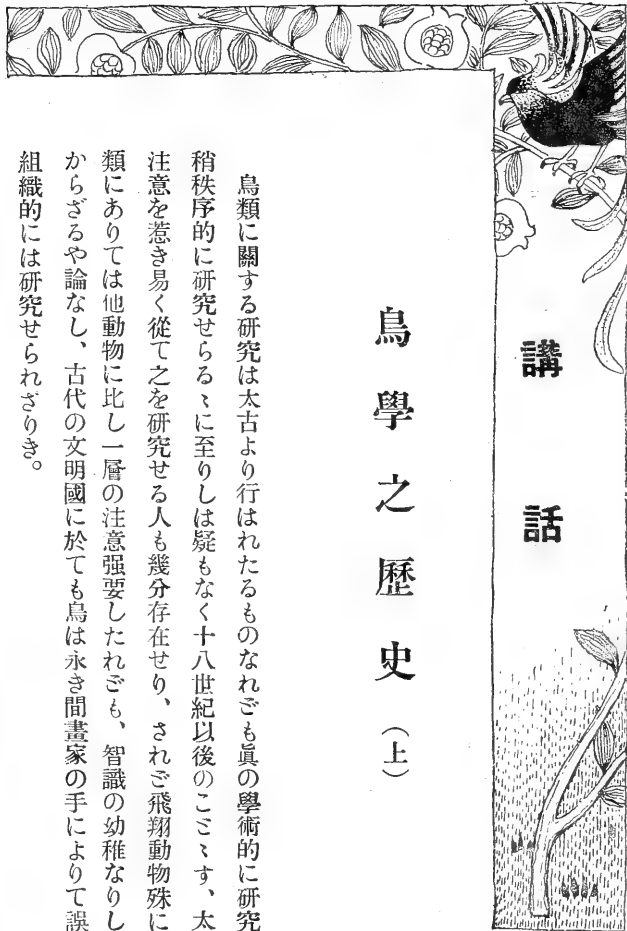 講話
鳥學之歷史（上）
鳥類に關する研究は太古より行はれたるものなれども眞の學術的に研究
稍秩序的に研究せらるゝに至りしは疑もなく十八世紀以後のことゝす、太
注意を惹き易く從て之を研究せる人も幾分存在せり、されど飛翔動物殊に
類にありては他動物に比し一層の注意强要したれども、智識の幼稚なりし
からざるや論なし、古代の文明國に於ても鳥は永き間畫家の手によりて誤
組織的には研究せられざりき。